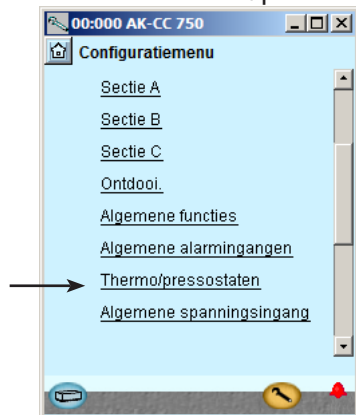 00:000 AK-CC 750
Configuratiemenu
Sectie A
Sectie B
Sectie C
Ontdooi.
Algemene functies
Algemene alarmingangen
Thermo/pressostaten
Algemene spanningsingang